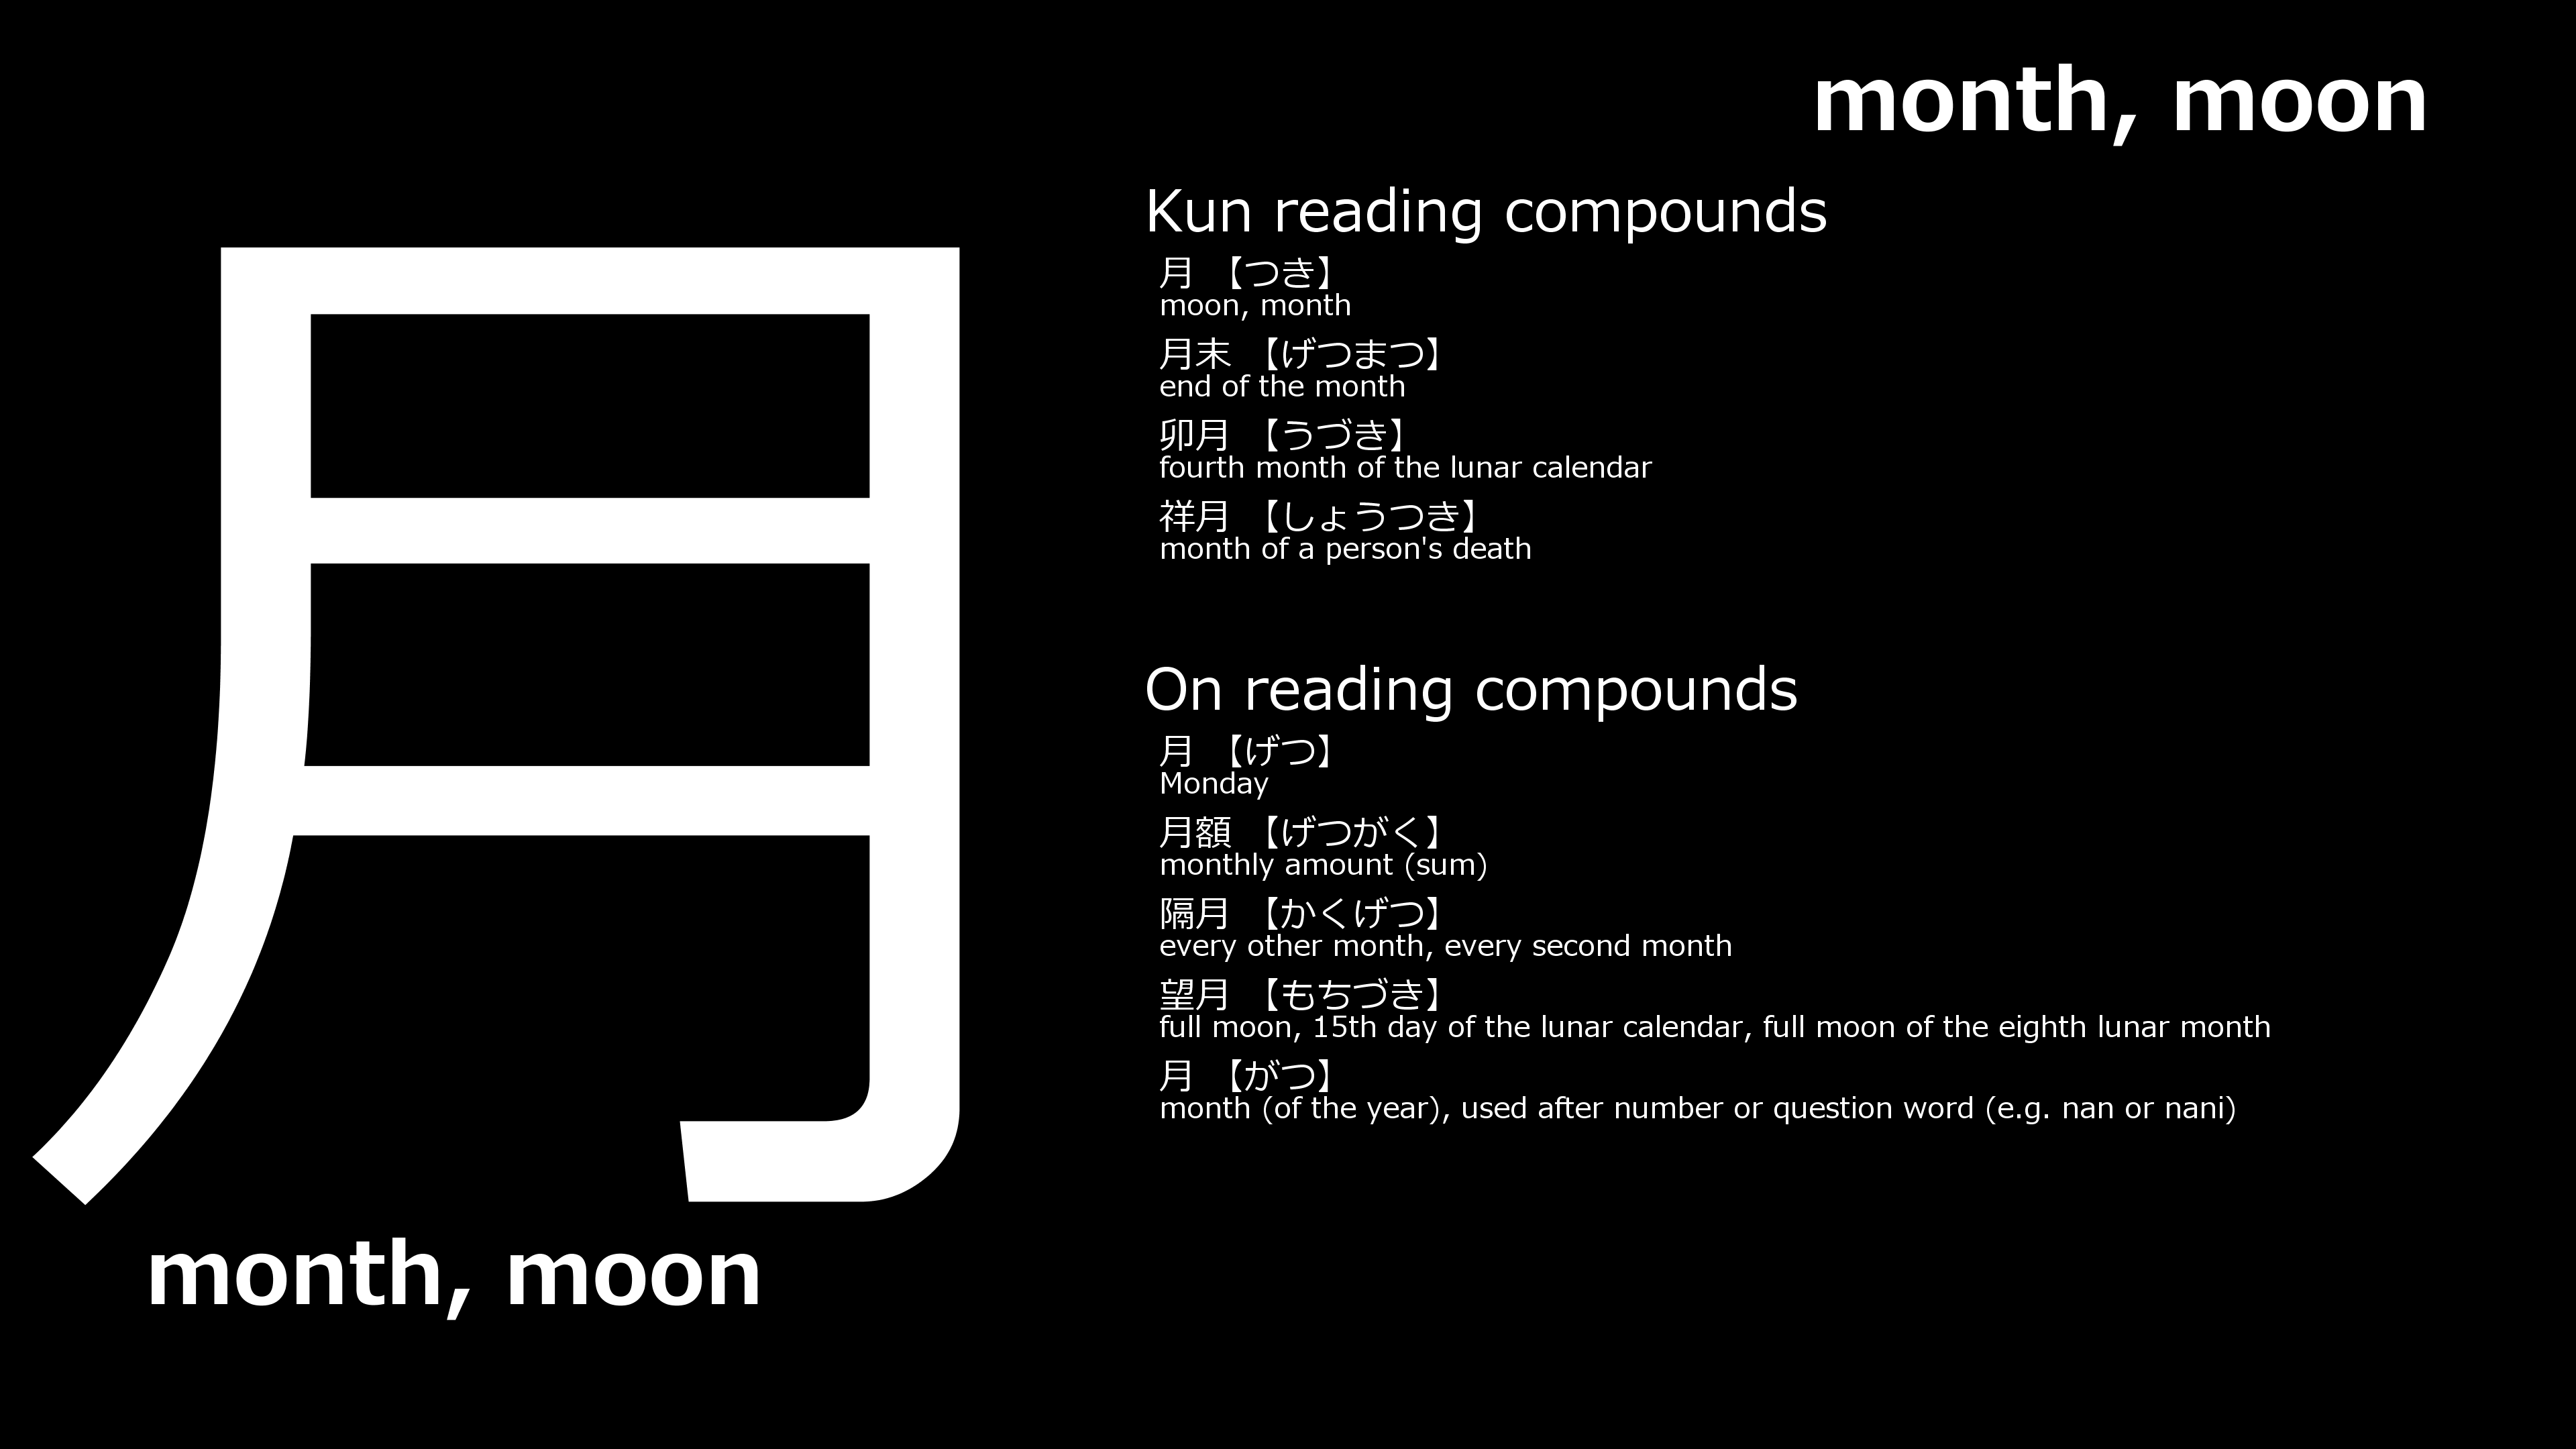 month, moon
月
month, moon
Kun reading compounds
月 【つき】
moon, month
月末 【げつまつ】
end of the month
卯月 【うづき】
fourth month of the lunar calendar
祥月 【しょうつき】
month of a person's death
On reading compounds
月 【げつ】
Monday
月額 【げつがく】
monthly amount (sum)
隔月 【かくげつ】
every other month, every second month
望月 【もちづき】
full moon, 15th day of the lunar calendar, full moon of the eighth lunar month
月 【がつ】
month (of the year), used after number or question word (e.g. nan or nani)